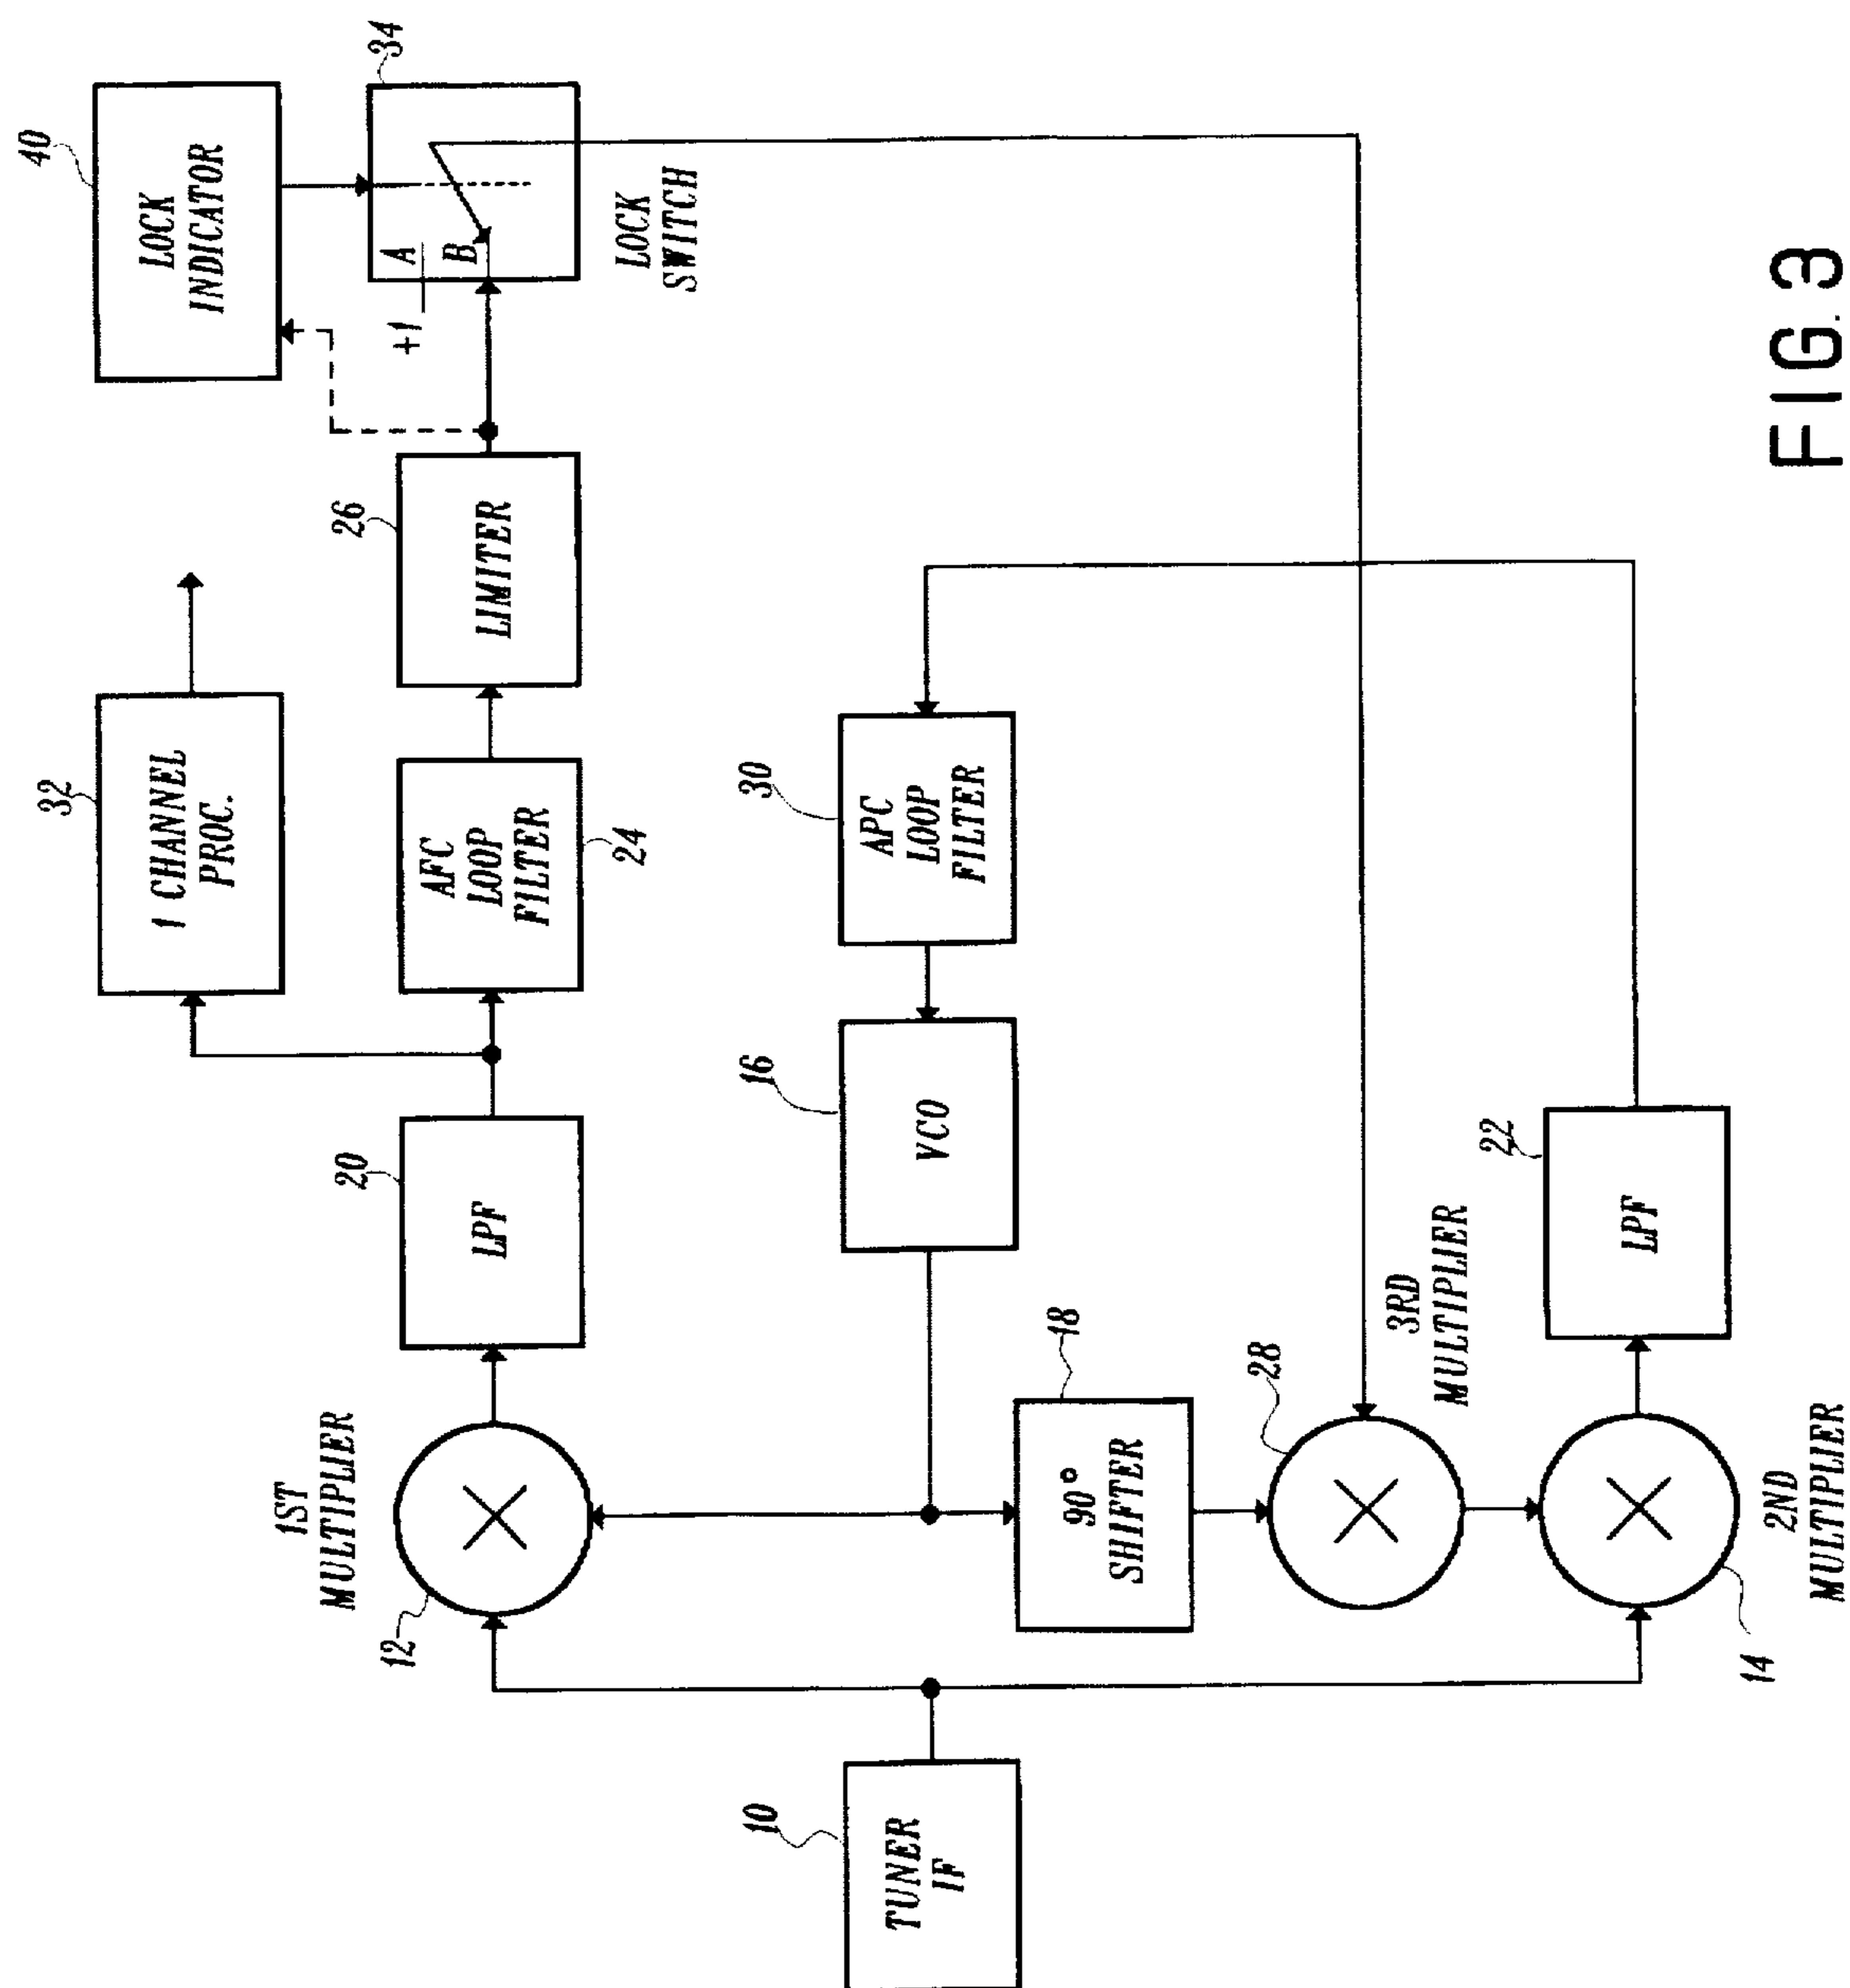 TUNER
IF
10
1ST
MULTIPLIER
12
LPF
20
1 CHANNEL
PROC.
32
AFC
LOOP
FILTER
24
LIMITER
26
LOCK
INDICATOR
40
+1
A
B
34
LOCK
SWITCH
VCO
16
APC
LOOP
FILTER
30
90°
SHIFTER
18
28
3RD
MULTIPLIER
14
2ND
MULTIPLIER
LPF
22
FIG. 3